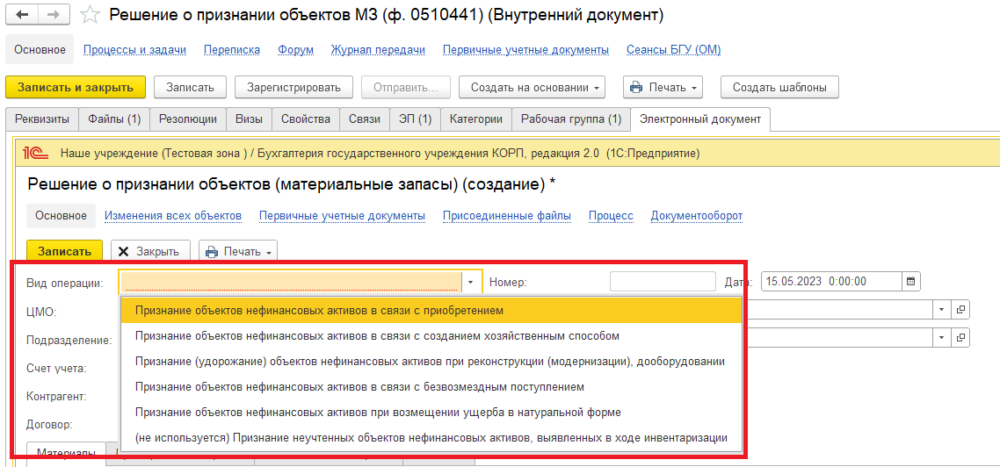 Решение о признании объектов МЗ (ф. 0510441) (Внутренний документ)
Основное Процессы и задачи Переписка Форум Журнал передачи Первичные учетные документы Сеансы БГУ (ОМ)
Записать и закрыть Записать Зарегистрировать Отправить... Создать на основании Печать Создать шаблоны
Реквизиты Файлы (1) Резолюции Визы Свойства Связи ЭП (1) Категории Рабочая группа (1) Электронный документ
1С Наше учреждение (Тестовая зона ) / Бухгалтерия государственного учреждения КОРП, редакция 2.0 (1С:Предприятие)
Решение о признании объектов (материальные запасы) (создание) *
Основное Изменения всех объектов Первичные учетные документы Присоединенные файлы Процесс Документооборот
Записать Закрыть Печать
Вид операции: Номер: Дата: 15.05.2023 0:00:00
Признание объектов нефинансовых активов в связи с приобретением
ЦМО:
Признание объектов нефинансовых активов в связи с созданием хозяйственным способом
Подразделение:
Признание (удорожание) объектов нефинансовых активов при реконструкции (модернизации), дооборудовании
Счет учета:
Признание объектов нефинансовых активов в связи с безвозмездным поступлением
Контрагент:
Признание объектов нефинансовых активов при возмещении ущерба в натуральной форме
Договор:
(не используется) Признание неучтенных объектов нефинансовых активов, выявленных в ходе инвентаризации
Материалы